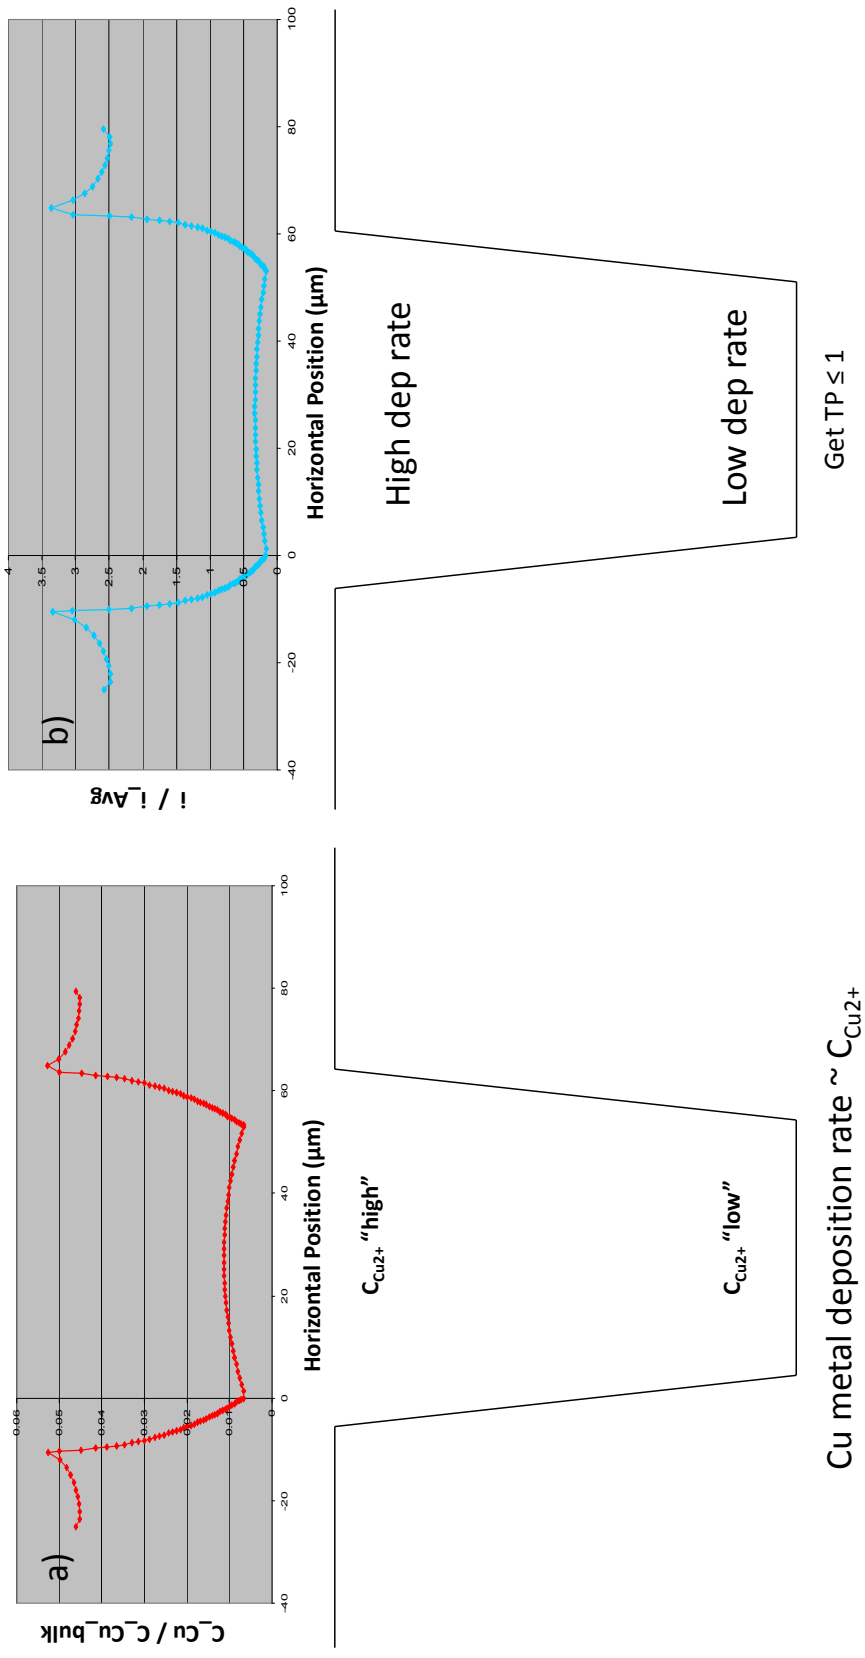 a)
C_Cu / C_Cu_bulk
0.06
0.05
0.04
0.03
0.02
0.01
0
-40
-20
0
20
40
60
80
100
Horizontal Position (µm)
C_Cu2+ "high"
C_Cu2+ "low"
Cu metal deposition rate ~ C_Cu2+
b)
i / i_Avg
4
3.5
3
2.5
2
1.5
1
0.5
0
-40
-20
0
20
40
60
80
100
Horizontal Position (µm)
High dep rate
Low dep rate
Get TP ≤ 1